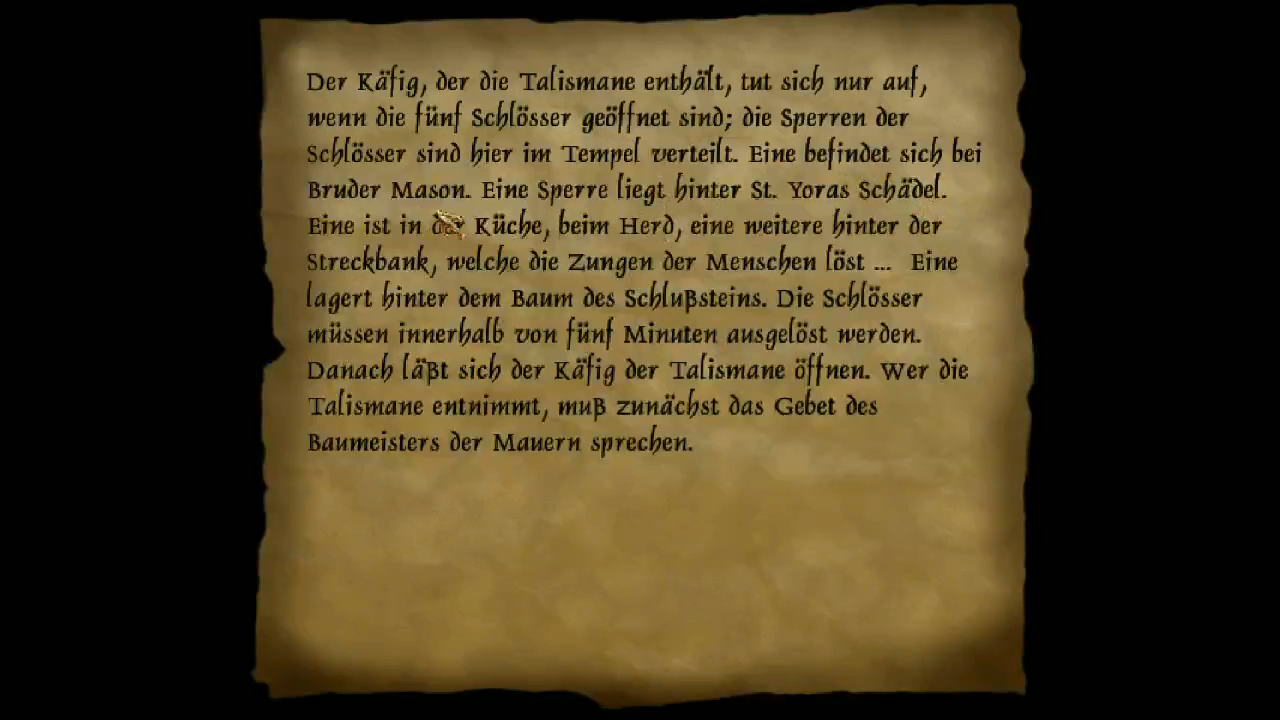 Der Käfig, der die Talismane enthält, tut sich nur auf,
wenn die fünf Schlösser geöffnet sind; die Sperren der
Schlösser sind hier im Tempel verteilt. Eine befindet sich bei
Bruder Mason. Eine Sperre liegt hinter St. Yoras Schädel.
Eine ist in der Küche, beim Herd, eine weitere hinter der
Streckbank, welche die Zungen der Menschen löst ... Eine
lagert hinter dem Baum des Schlußsteins. Die Schlösser
müssen innerhalb von fünf Minuten ausgelöst werden.
Danach läßt sich der Käfig der Talismane öffnen. Wer die
Talismane entnimmt, muß zunächst das Gebet des
Baumeisters der Mauern sprechen.